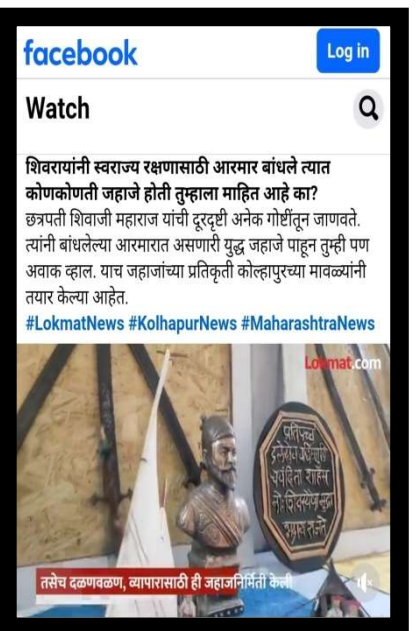 facebook
Log in
Watch
शिवरायांनी स्वराज्य रक्षणासाठी आरमार बांधले त्यात
कोणकोणती जहाजे होती तुम्हाला माहित आहे का?
छत्रपती शिवाजी महाराज यांची दूरदृष्टी अनेक गोष्टींतून जाणवते.
त्यांनी बांधलेल्या आरमारात असणारी युद्ध जहाजे पाहून तुम्ही पण
अवाक व्हाल. याच जहाजांच्या प्रतिकृती कोल्हापुरच्या मावळ्यांनी
तयार केल्या आहेत.
#LokmatNews #KolhapurNews #MaharashtraNews
Lokmat.com
प्रतिपच्चं
तसेच दळणवळण, व्यापारासाठी ही जहाजनिर्मिती केली